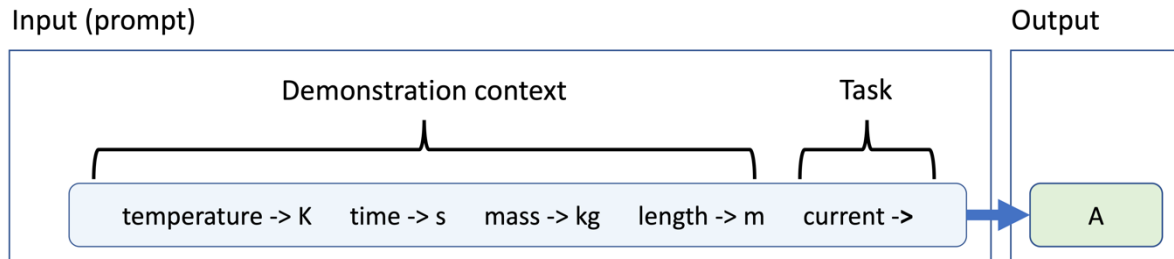 Input (prompt)
Output
Demonstration context
Task
temperature -> K time -> s mass -> kg length -> m current ->
A